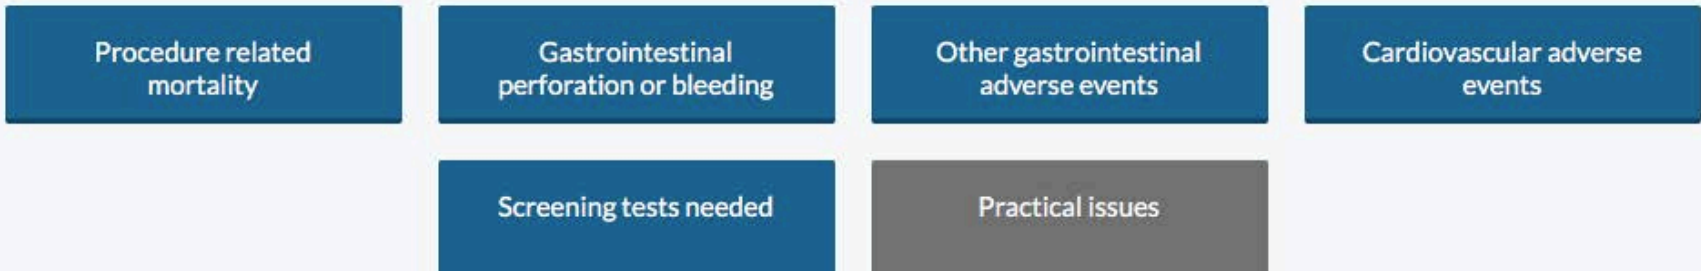 Procedure related
mortality
Gastrointestinal
perforation or bleeding
Other gastrointestinal
adverse events
Cardiovascular adverse
events
Screening tests needed
Practical issues